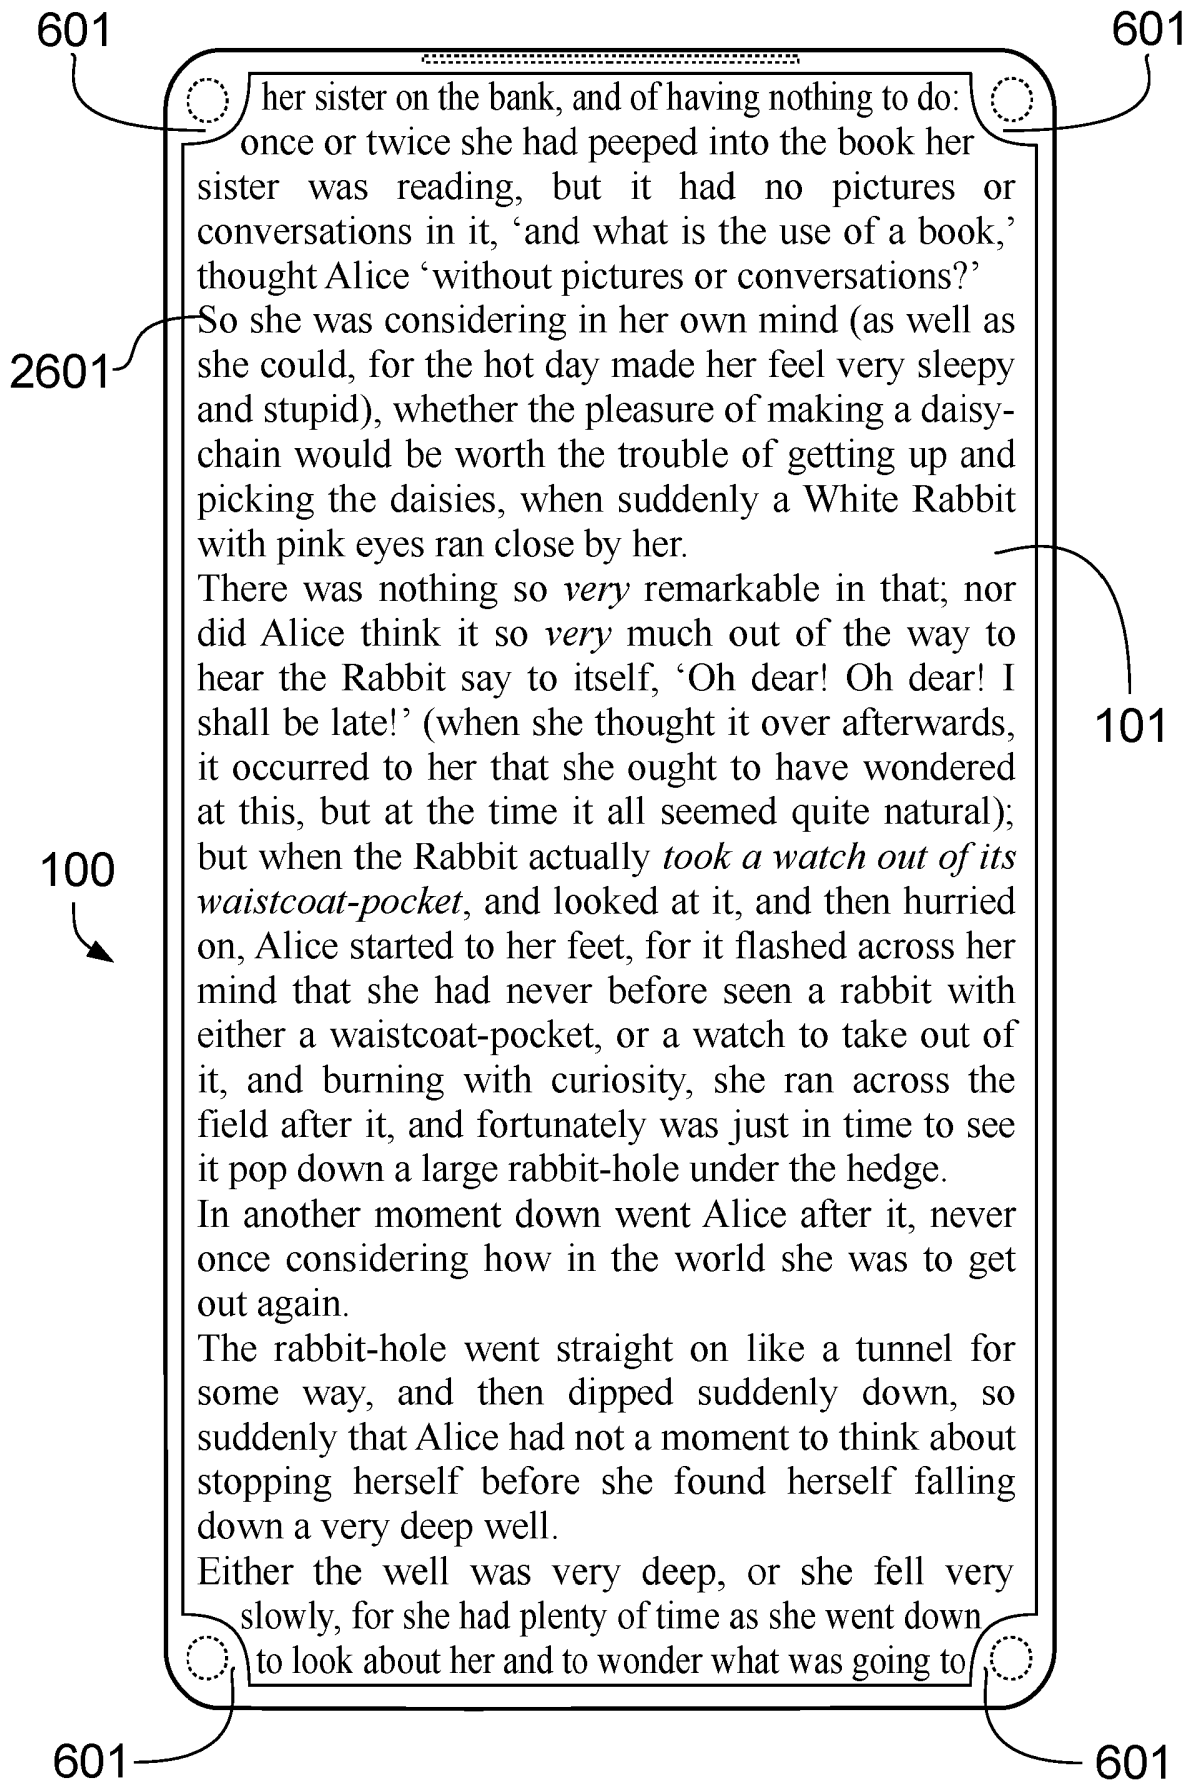 601
601
her sister on the bank, and of having nothing to do:
once or twice she had peeped into the book her
sister was reading, but it had no pictures or
conversations in it, ‘and what is the use of a book,’
thought Alice ‘without pictures or conversations?’
So she was considering in her own mind (as well as
2601
she could, for the hot day made her feel very sleepy
and stupid), whether the pleasure of making a daisy-
chain would be worth the trouble of getting up and
picking the daisies, when suddenly a White Rabbit
with pink eyes ran close by her.
There was nothing so very remarkable in that; nor
did Alice think it so very much out of the way to
hear the Rabbit say to itself, ‘Oh dear! Oh dear! I
shall be late!’ (when she thought it over afterwards,
101
it occurred to her that she ought to have wondered
at this, but at the time it all seemed quite natural);
but when the Rabbit actually took a watch out of its
100
waistcoat-pocket, and looked at it, and then hurried
on, Alice started to her feet, for it flashed across her
mind that she had never before seen a rabbit with
either a waistcoat-pocket, or a watch to take out of
it, and burning with curiosity, she ran across the
field after it, and fortunately was just in time to see
it pop down a large rabbit-hole under the hedge.
In another moment down went Alice after it, never
once considering how in the world she was to get
out again.
The rabbit-hole went straight on like a tunnel for
some way, and then dipped suddenly down, so
suddenly that Alice had not a moment to think about
stopping herself before she found herself falling
down a very deep well.
Either the well was very deep, or she fell very
slowly, for she had plenty of time as she went down
to look about her and to wonder what was going to
601
601